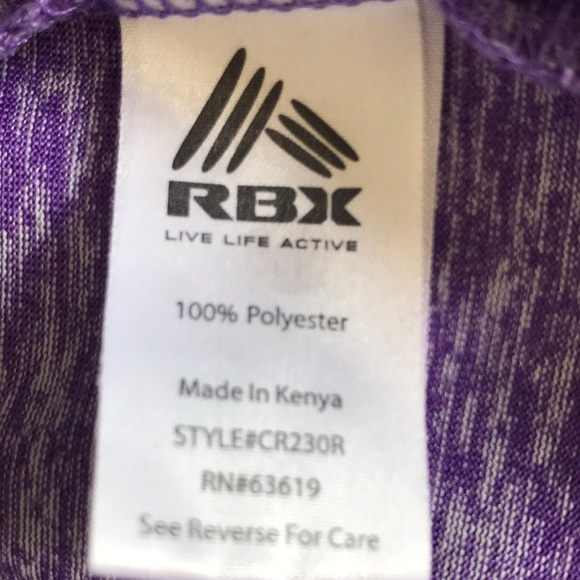 RBX
LIVE LIFE ACTIVE
100% Polyester
Made In Kenya
STYLE#CR230R
RN#63619
See Reverse For Care